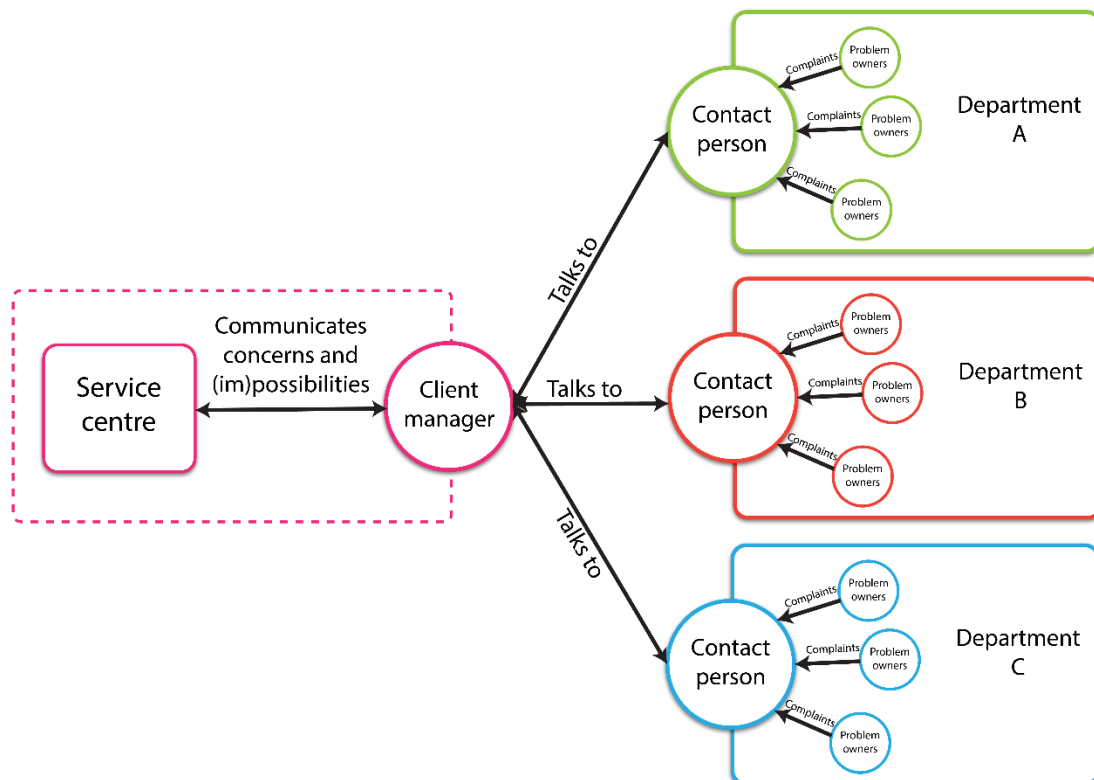 Communicates
concerns and
(im)possibilities
Service
centre
Client
manager
Talks to
Talks to
Talks to
Contact
person
Complaints
Problem
owners
Complaints
Problem
owners
Complaints
Problem
owners
Department
A
Contact
person
Complaints
Problem
owners
Complaints
Problem
owners
Complaints
Problem
owners
Department
B
Contact
person
Complaints
Problem
owners
Complaints
Problem
owners
Complaints
Problem
owners
Department
C